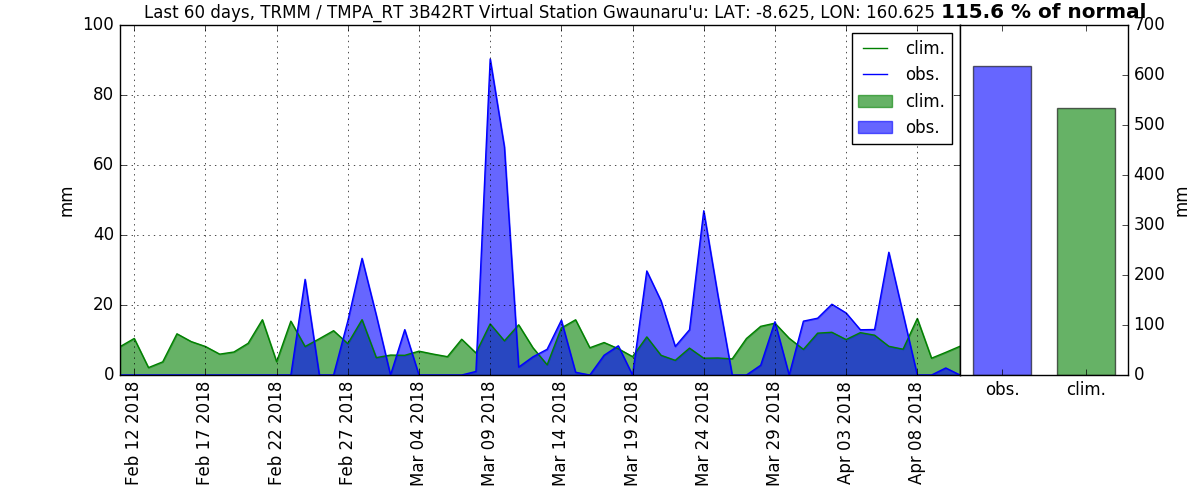 Last 60 days, TRMM / TMPA_RT 3B42RT Virtual Station Gwaunaru'u: LAT: -8.625, LON: 160.625 115.6 % of normal
100
80
60
40
20
0
mm
clim.
obs.
clim.
obs.
700
600
500
400
300
200
100
0
mm
obs.
clim.
Feb 12 2018
Feb 17 2018
Feb 22 2018
Feb 27 2018
Mar 04 2018
Mar 09 2018
Mar 14 2018
Mar 19 2018
Mar 24 2018
Mar 29 2018
Apr 03 2018
Apr 08 2018